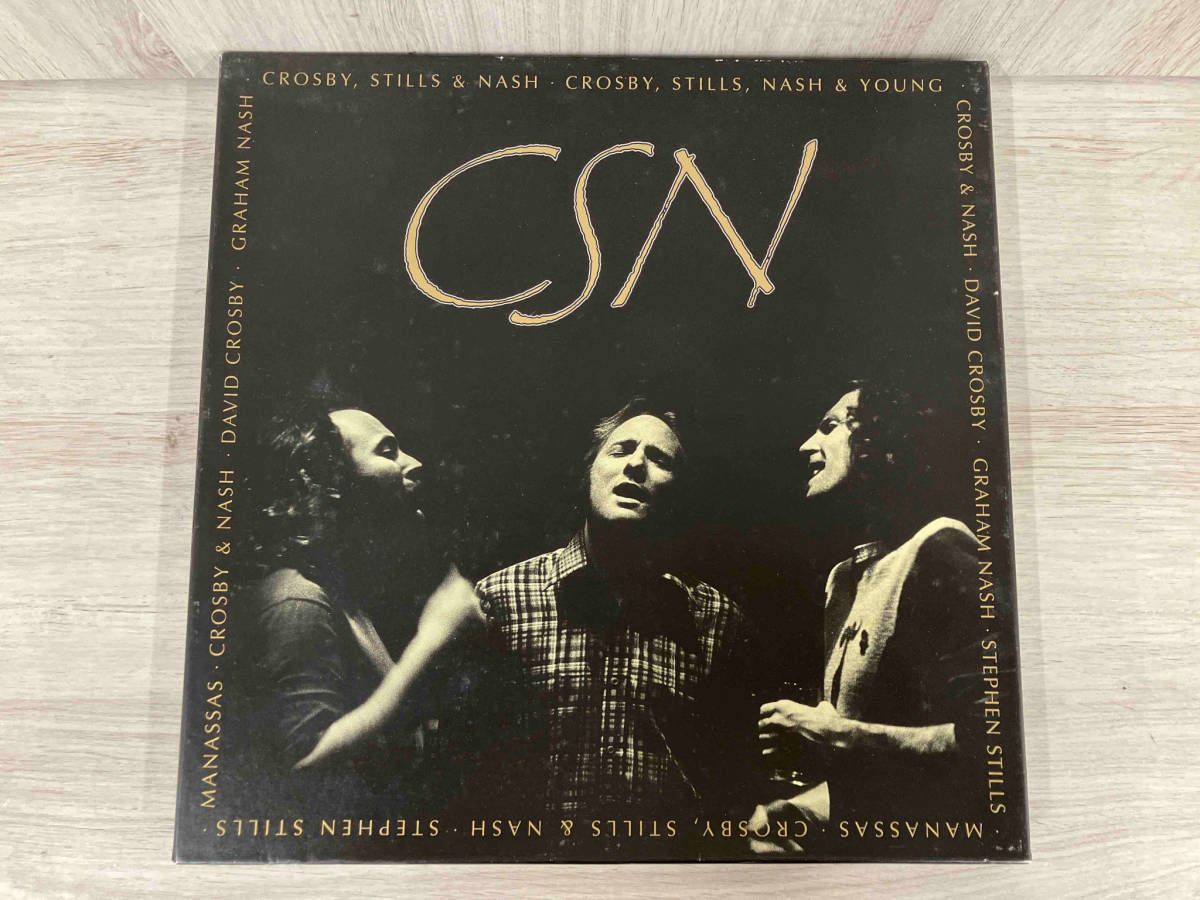 CROSBY, STILLS & NASH · CROSBY, STILLS, NASH & YOUNG ·
CROSBY & NASH · DAVID CROSBY · GRAHAM NASH · STEPHEN STILLS
· MANASSAS · CROSBY, STILLS & NASH · STEPHEN STILLS ·
MANASSAS · CROSBY & NASH · DAVID CROSBY · GRAHAM NASH ·
CSN